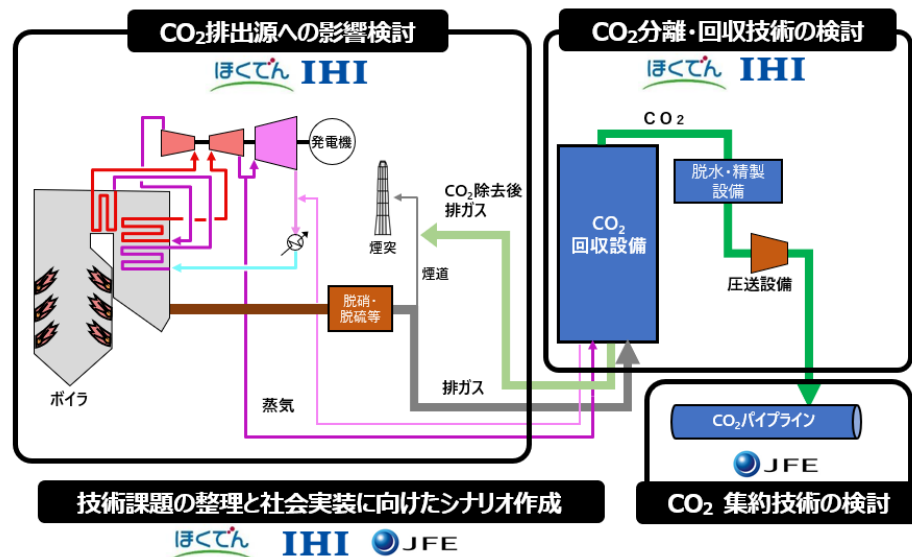 CO₂排出源への影響検討
ほくでん IHI
CO₂分離・回収技術の検討
ほくでん IHI
発電機
CO₂
脱水・精製
設備
CO₂除去後
排ガス
CO₂
回収設備
煙突
煙道
圧送設備
脱硝・
脱硫等
ボイラ
蒸気
排ガス
CO₂パイプライン
JFE
CO₂ 集約技術の検討
技術課題の整理と社会実装に向けたシナリオ作成
ほくでん IHI JFE